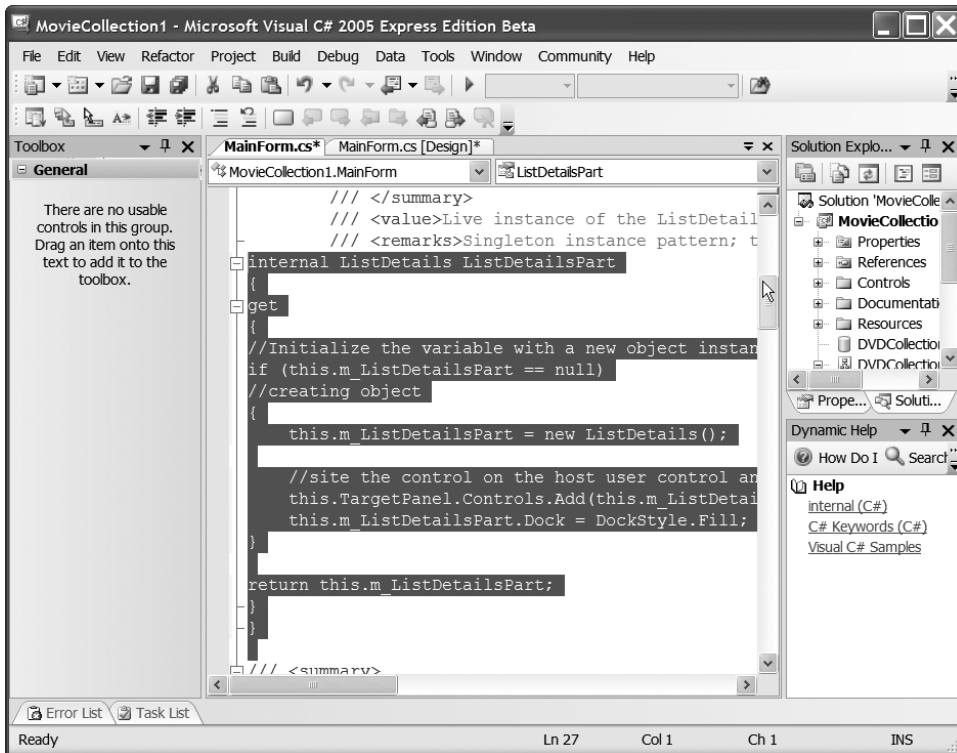 MovieCollection1 - Microsoft Visual C# 2005 Express Edition Beta
File Edit View Refactor Project Build Debug Data Tools Window Community Help
Toolbox
General
There are no usable
controls in this group.
Drag an item onto this
text to add it to the
toolbox.
MainForm.cs* MainForm.cs [Design]*
MovieCollection1.MainForm ListDetailsPart
/// </summary>
/// <value>Live instance of the ListDetail
/// <remarks>Singleton instance pattern; t
internal ListDetails ListDetailsPart
{
get
{
//Initialize the variable with a new object instan
if (this.m_ListDetailsPart == null)
//creating object
{
this.m_ListDetailsPart = new ListDetails();
//site the control on the host user control an
this.TargetPanel.Controls.Add(this.m_ListDetai
this.m_ListDetailsPart.Dock = DockStyle.Fill;
}
return this.m_ListDetailsPart;
}
}
/// <summary>
Solution Explo...
Solution 'MovieColle
MovieCollectio
Properties
References
Controls
Documentati
Resources
DVDCollection
DVDCollection
Prope... Soluti...
Dynamic Help
How Do I Search
Help
internal (C#)
C# Keywords (C#)
Visual C# Samples
Error List Task List
Ready Ln 27 Col 1 Ch 1 INS